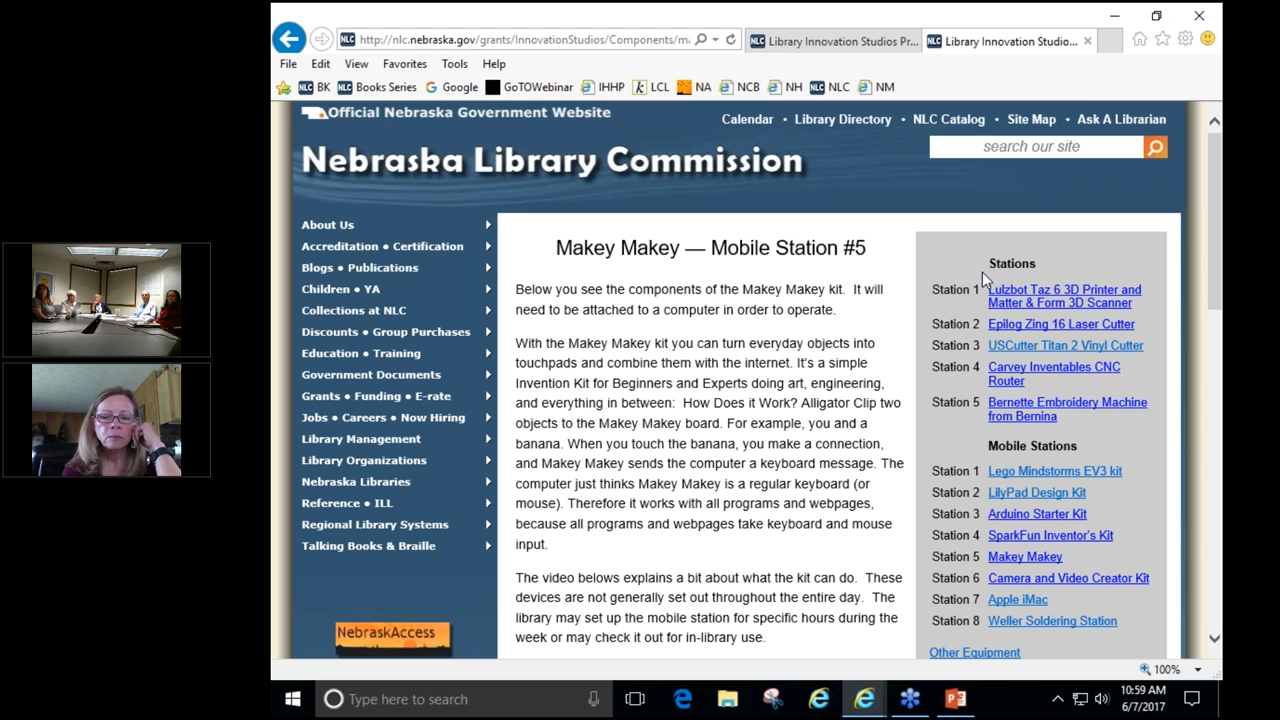 http://nlc.nebraska.gov/grants/InnovationStudios/Components/ma
NLC Library Innovation Studios Pr...
NLC Library Innovation Studio...
File Edit View Favorites Tools Help
NLC BK NLC Books Series G Google GoTOWebinar IHHP k LCL NA NCB NH NLC NLC NM
Official Nebraska Government Website
Calendar • Library Directory • NLC Catalog • Site Map • Ask A Librarian
Nebraska Library Commission
search our site
About Us
Accreditation • Certification
Blogs • Publications
Children • YA
Collections at NLC
Discounts • Group Purchases
Education • Training
Government Documents
Grants • Funding • E-rate
Jobs • Careers • Now Hiring
Library Management
Library Organizations
Nebraska Libraries
Reference • ILL
Regional Library Systems
Talking Books & Braille
NebraskAccess
Makey Makey — Mobile Station #5
Below you see the components of the Makey Makey kit. It will
need to be attached to a computer in order to operate.
With the Makey Makey kit you can turn everyday objects into
touchpads and combine them with the internet. It's a simple
Invention Kit for Beginners and Experts doing art, engineering,
and everything in between: How Does it Work? Alligator Clip two
objects to the Makey Makey board. For example, you and a
banana. When you touch the banana, you make a connection,
and Makey Makey sends the computer a keyboard message. The
computer just thinks Makey Makey is a regular keyboard (or
mouse). Therefore it works with all programs and webpages,
because all programs and webpages take keyboard and mouse
input.
The video belows explains a bit about what the kit can do. These
devices are not generally set out throughout the entire day. The
library may set up the mobile station for specific hours during the
week or may check it out for in-library use.
Stations
Station 1 Lulzbot Taz 6 3D Printer and
Matter & Form 3D Scanner
Station 2 Epilog Zing 16 Laser Cutter
Station 3 USCutter Titan 2 Vinyl Cutter
Station 4 Carvey Inventables CNC
Router
Station 5 Bernette Embroidery Machine
from Bernina
Mobile Stations
Station 1 Lego Mindstorms EV3 kit
Station 2 LilyPad Design Kit
Station 3 Arduino Starter Kit
Station 4 SparkFun Inventor's Kit
Station 5 Makey Makey
Station 6 Camera and Video Creator Kit
Station 7 Apple iMac
Station 8 Weller Soldering Station
Other Equipment
100%
Type here to search
10:59 AM
6/7/2017